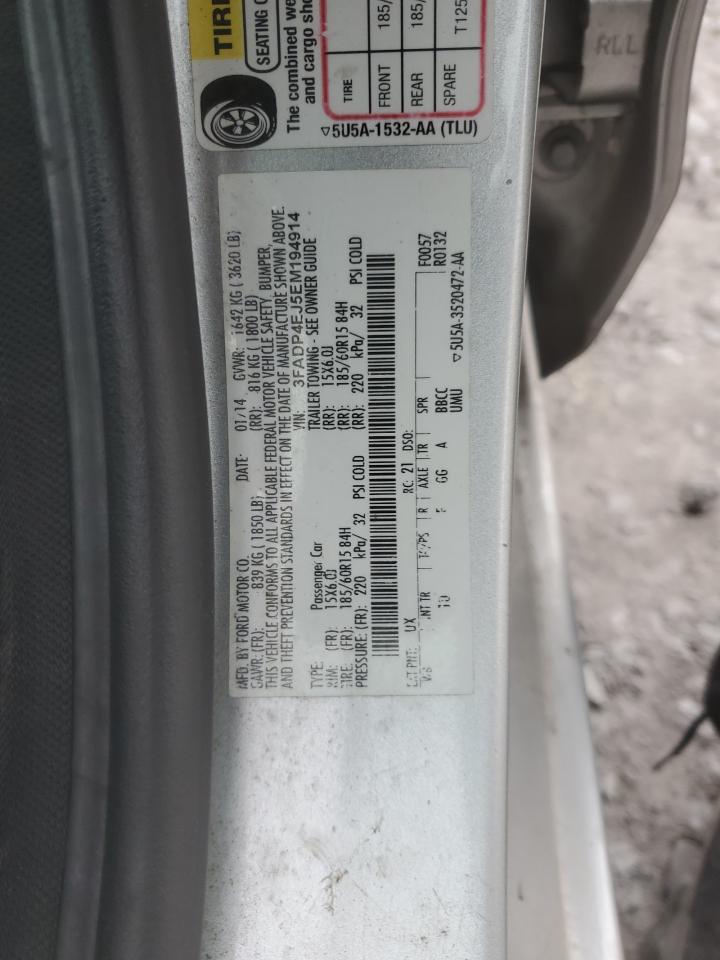 TIRE
SEATING C
The combined we
and cargo sho
TIRE
FRONT 185/
REAR 185/
SPARE T125
▽5U5A-1532-AA (TLU)
RLL
MFD. BY FORD MOTOR CO. DATE: 01/14 GVWR: 1642 KG ( 3620 LB)
GAWR: (FR): 839 KG ( 1850 LB) (RR): 816 KG ( 1800 LB)
THIS VEHICLE CONFORMS TO ALL APPLICABLE FEDERAL MOTOR VEHICLE SAFETY, BUMPER,
AND THEFT PREVENTION STANDARDS IN EFFECT ON THE DATE OF MANUFACTURE SHOWN ABOVE.
VIN: 3FADP4EJ5EM194914
TYPE: Passenger Car TRAILER TOWING - SEE OWNER GUIDE
RIM: (FR): 15X6.0J (RR): 15X6.0J
TIRE: (FR): 185/60R15 84H (RR): 185/60R15 84H
PRESSURE: (FR): 220 kPa/ 32 PSI COLD (RR): 220 kPa/ 32 PSI COLD
EXT PNT: UX RC: 21 DSO: F0057
R0132
INT TR TP/PS R AXLE TR SPR
F GG A BBCC
UMU
▽5U5A-3520472-AA